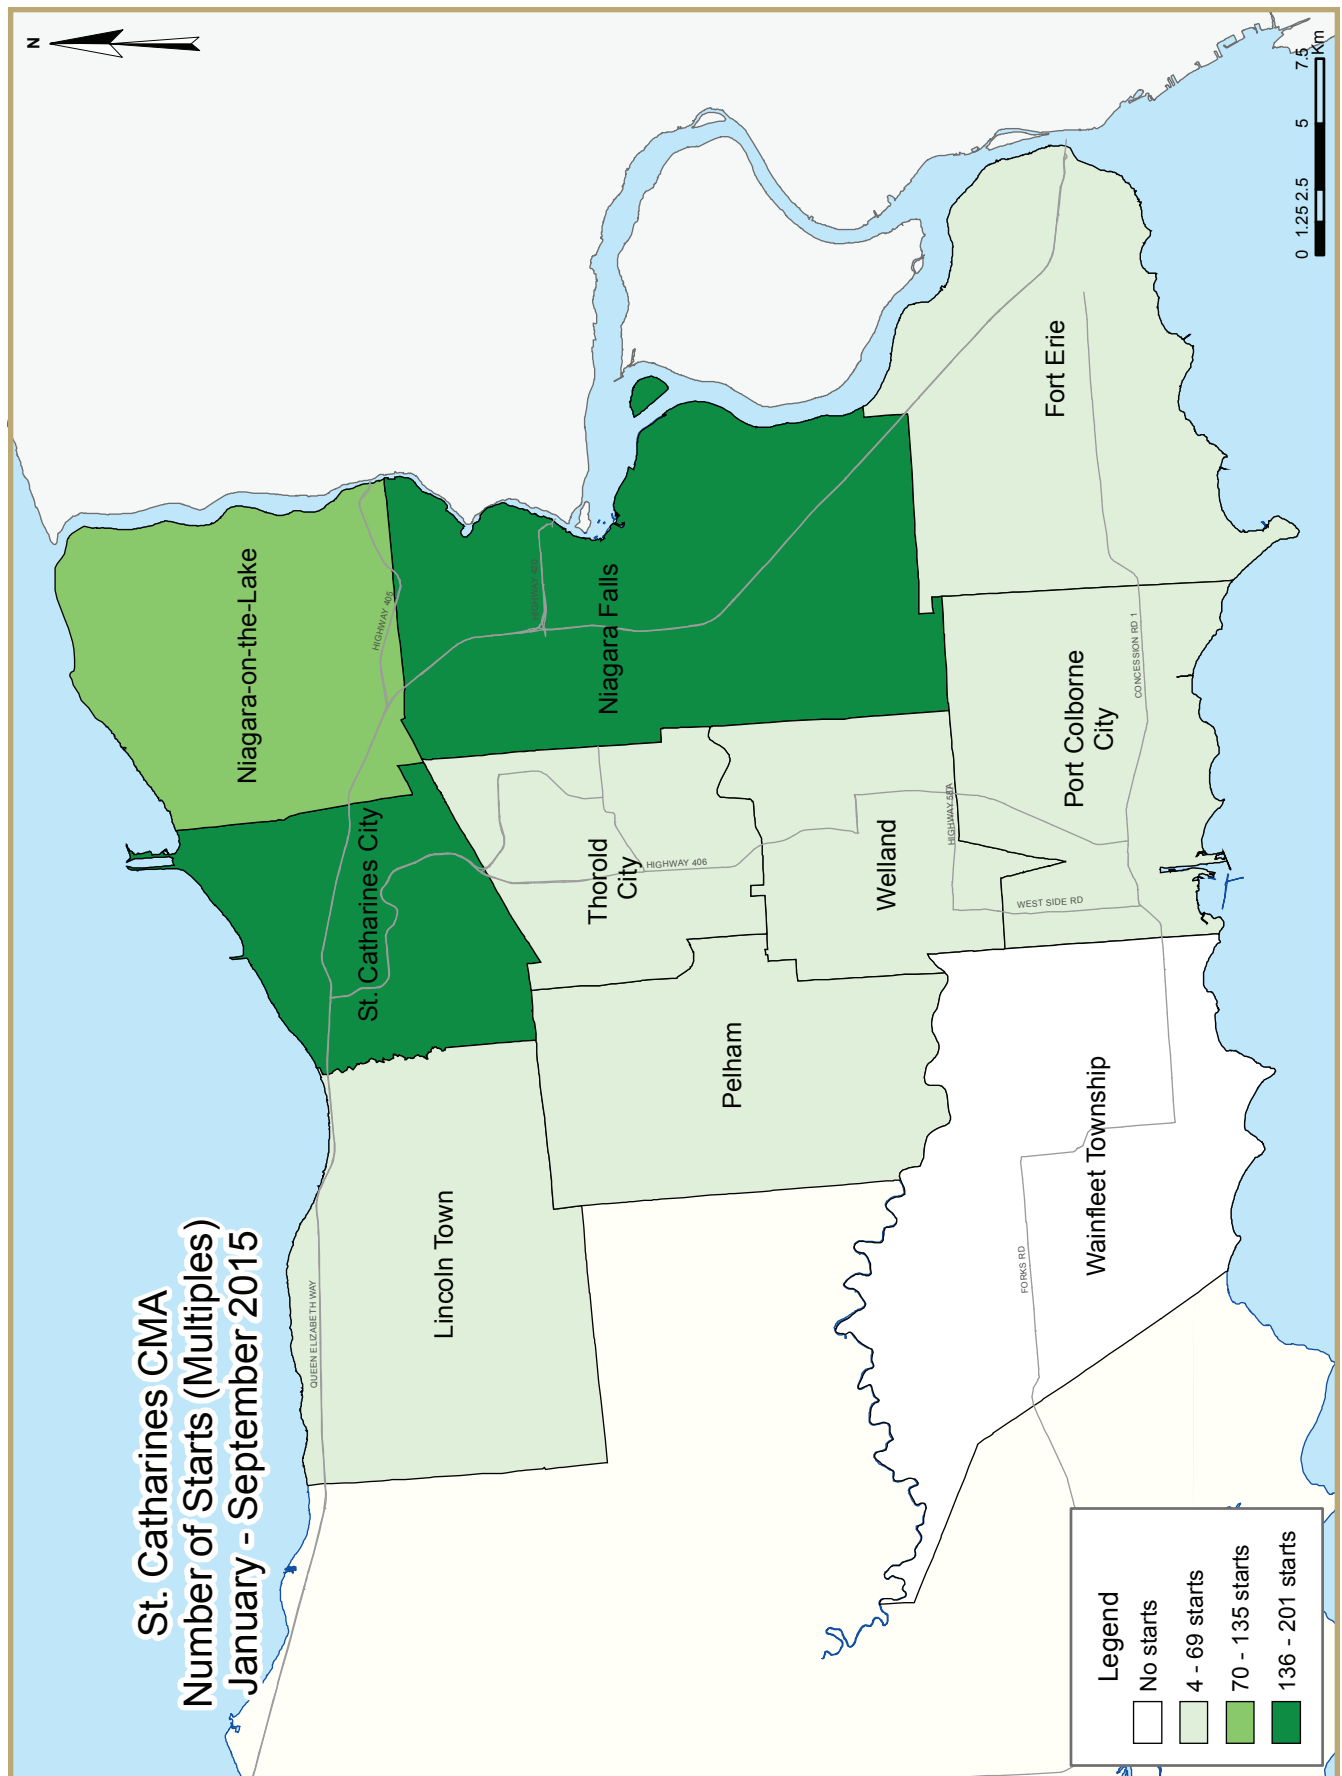 St. Catharines CMA
Number of Starts (Multiples)
January - September 2015
N
Niagara-on-the-Lake
HIGHWAY 405
St. Catharines City
QUEEN ELIZABETH WAY
Lincoln Town
Niagara Falls
Thorold
City
HIGHWAY 406
Pelham
Welland
HIGHWAY 58A
WEST SIDE RD
Port Colborne
City
CONCESSION RD 1
Fort Erie
Wainfleet Township
FORKS RD
Legend
No starts
4 - 69 starts
70 - 135 starts
136 - 201 starts
0 1.25 2.5 5 7.5
Km